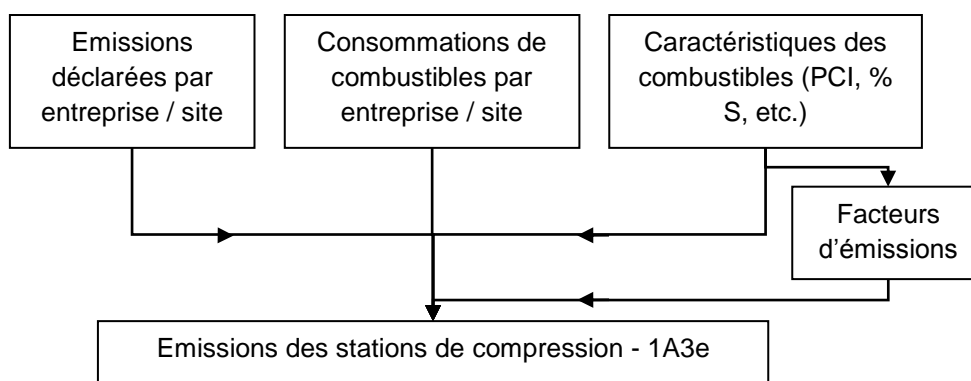 Emissions
déclarées par
entreprise / site
Consommations de
combustibles par
entreprise / site
Caractéristiques des
combustibles (PCI, %
S, etc.)
Facteurs
d'émissions
Emissions des stations de compression - 1A3e